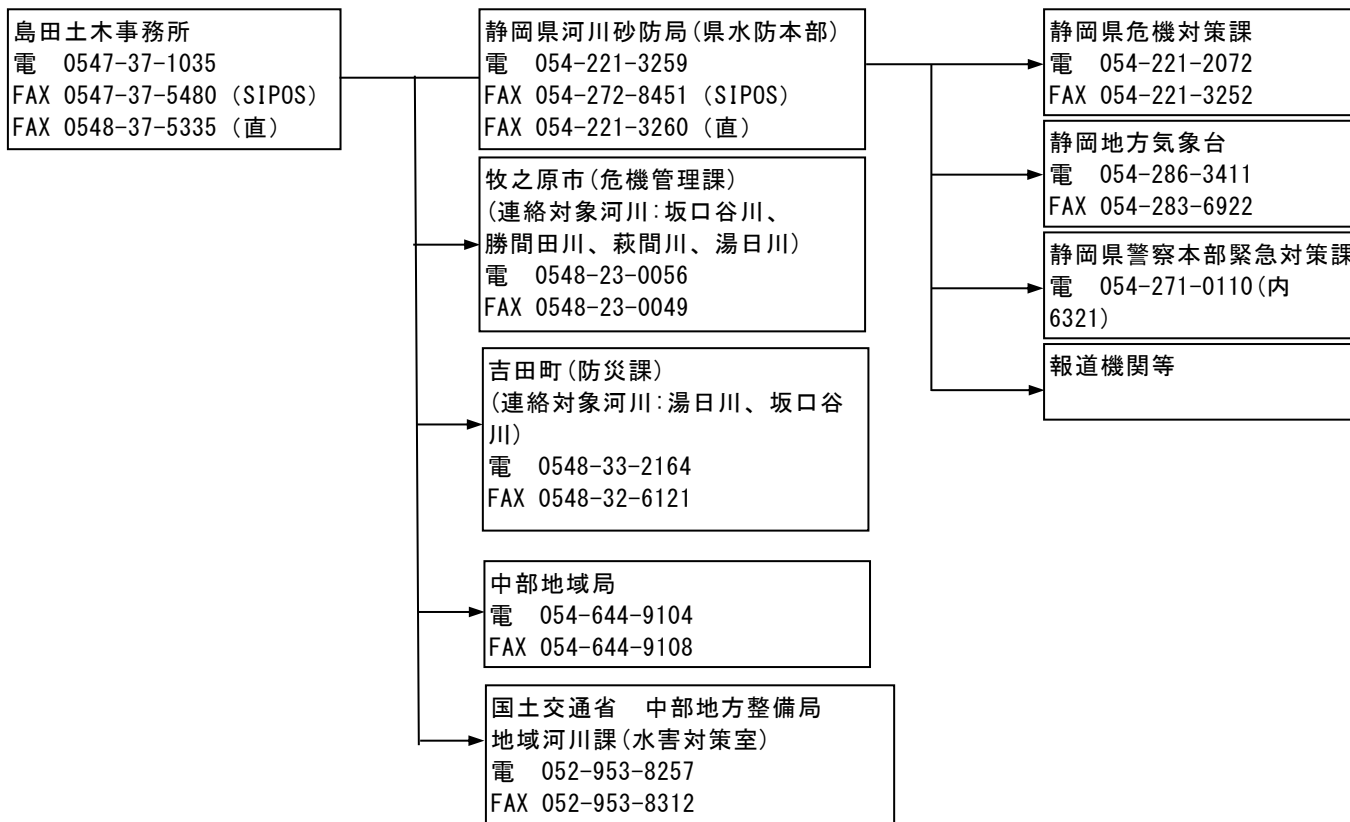 島田土木事務所
電 0547-37-1035
FAX 0547-37-5480 (SIPOS)
FAX 0548-37-5335 (直)
静岡県河川砂防局(県水防本部)
電 054-221-3259
FAX 054-272-8451 (SIPOS)
FAX 054-221-3260 (直)
牧之原市(危機管理課)
(連絡対象河川:坂口谷川、
勝間田川、萩間川、湯日川)
電 0548-23-0056
FAX 0548-23-0049
吉田町(防災課)
(連絡対象河川:湯日川、坂口谷
川)
電 0548-33-2164
FAX 0548-32-6121
中部地域局
電 054-644-9104
FAX 054-644-9108
国土交通省 中部地方整備局
地域河川課(水害対策室)
電 052-953-8257
FAX 052-953-8312
静岡県危機対策課
電 054-221-2072
FAX 054-221-3252
静岡地方気象台
電 054-286-3411
FAX 054-283-6922
静岡県警察本部緊急対策課
電 054-271-0110(内
6321)
報道機関等